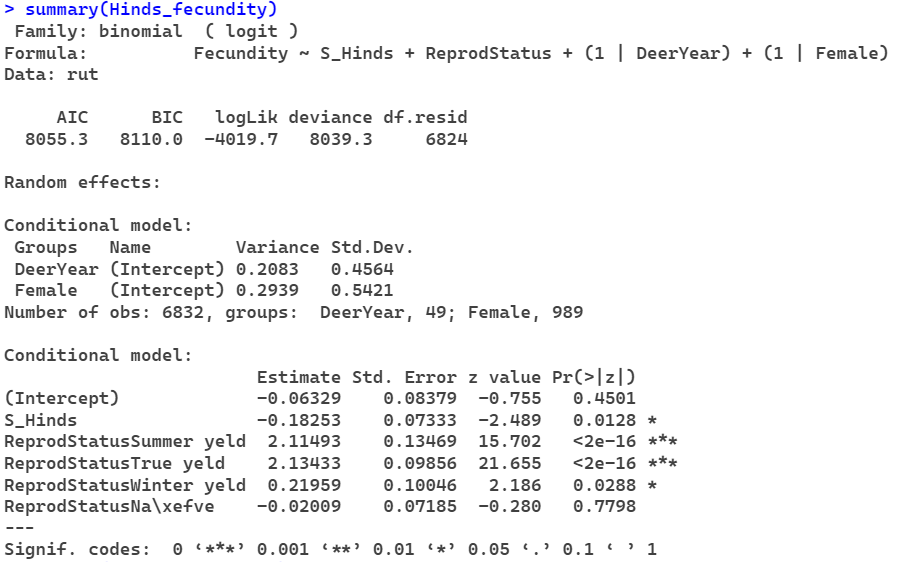 > summary(Hinds_fecundity)
 Family: binomial  ( logit )
Formula:          Fecundity ~ S_Hinds + ReprodStatus + (1 | DeerYear) + (1 | Female)
Data: rut

     AIC      BIC   logLik deviance df.resid
  8055.3   8110.0  -4019.7   8039.3     6824

Random effects:

Conditional model:
 Groups   Name        Variance Std.Dev.
 DeerYear (Intercept) 0.2083   0.4564
 Female   (Intercept) 0.2939   0.5421
Number of obs: 6832, groups:  DeerYear, 49; Female, 989

Conditional model:
                        Estimate Std. Error z value Pr(>|z|)
(Intercept)             -0.06329    0.08379  -0.755   0.4501
S_Hinds                 -0.18253    0.07333  -2.489   0.0128 *
ReprodStatusSummer yeld  2.11493    0.13469  15.702   <2e-16 ***
ReprodStatusTrue yeld    2.13433    0.09856  21.655   <2e-16 ***
ReprodStatusWinter yeld  0.21959    0.10046   2.186   0.0288 *
ReprodStatusNa\xefve    -0.02009    0.07185  -0.280   0.7798
---
Signif. codes:  0 ‘***’ 0.001 ‘**’ 0.01 ‘*’ 0.05 ‘.’ 0.1 ‘ ’ 1